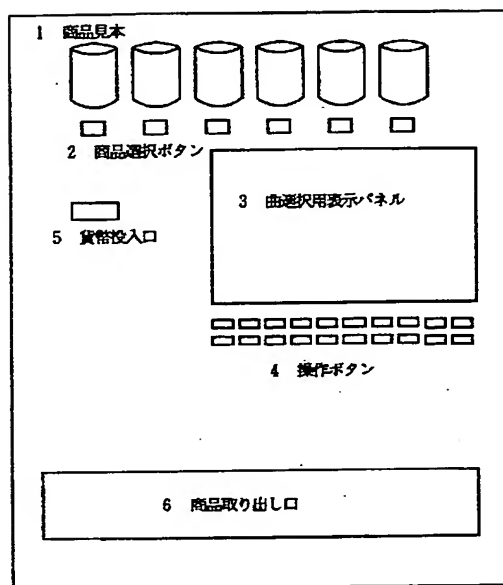 1 商品見本
2 商品選択ボタン
3 曲選択用表示パネル
5 貨幣投入口
4 操作ボタン
6 商品取り出し口